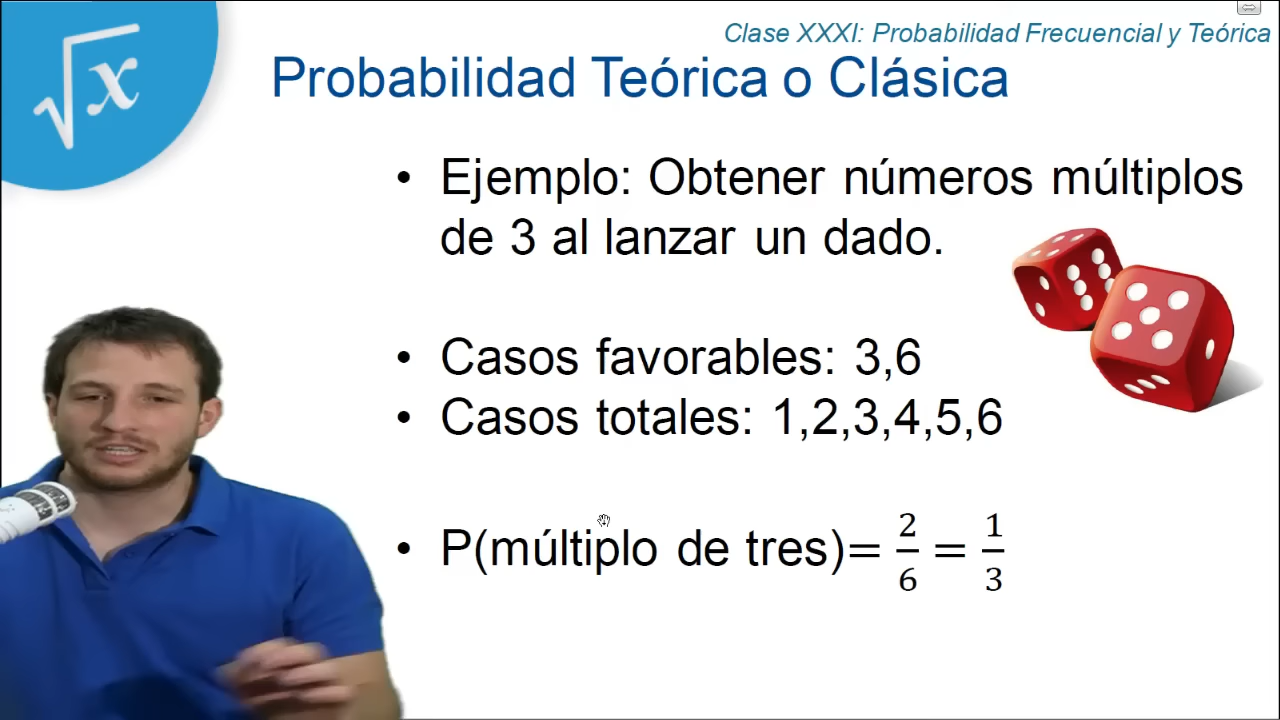 Clase XXXI: Probabilidad Frecuencial y Teórica
√x
Probabilidad Teórica o Clásica
• Ejemplo: Obtener números múltiplos
de 3 al lanzar un dado.
• Casos favorables: 3,6
• Casos totales: 1,2,3,4,5,6
• P(múltiplo de tres)= 2/6 = 1/3